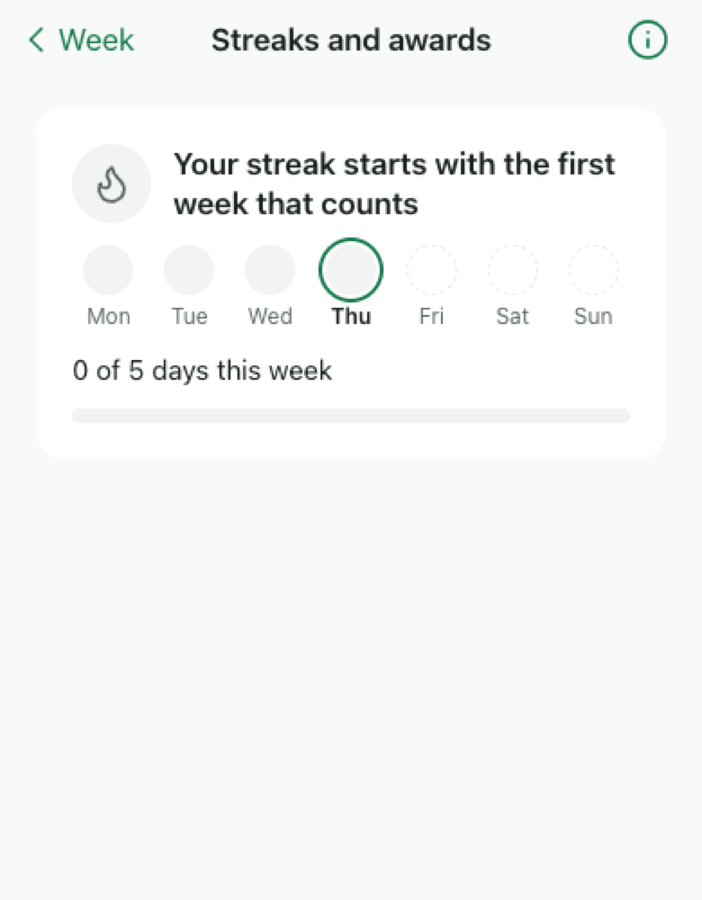 Week
Streaks and awards
Your streak starts with the first
week that counts
Mon Tue Wed Thu Fri Sat Sun
0 of 5 days this week